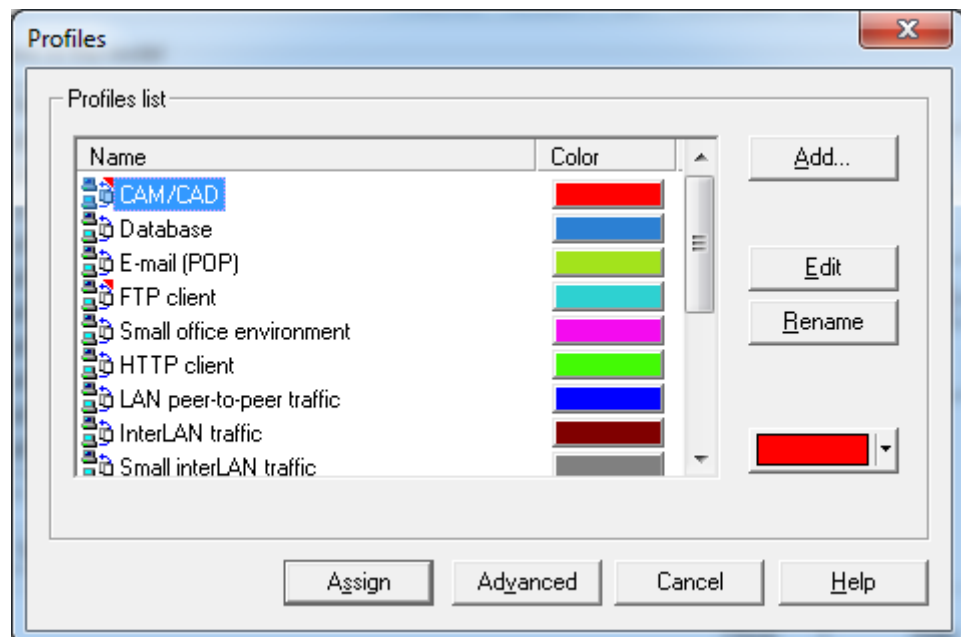 Profiles
Profiles list
Name Color
CAM/CAD
Database
E-mail (POP)
FTP client
Small office environment
HTTP client
LAN peer-to-peer traffic
InterLAN traffic
Small interLAN traffic
Add...
Edit
Rename
Assign Advanced Cancel Help